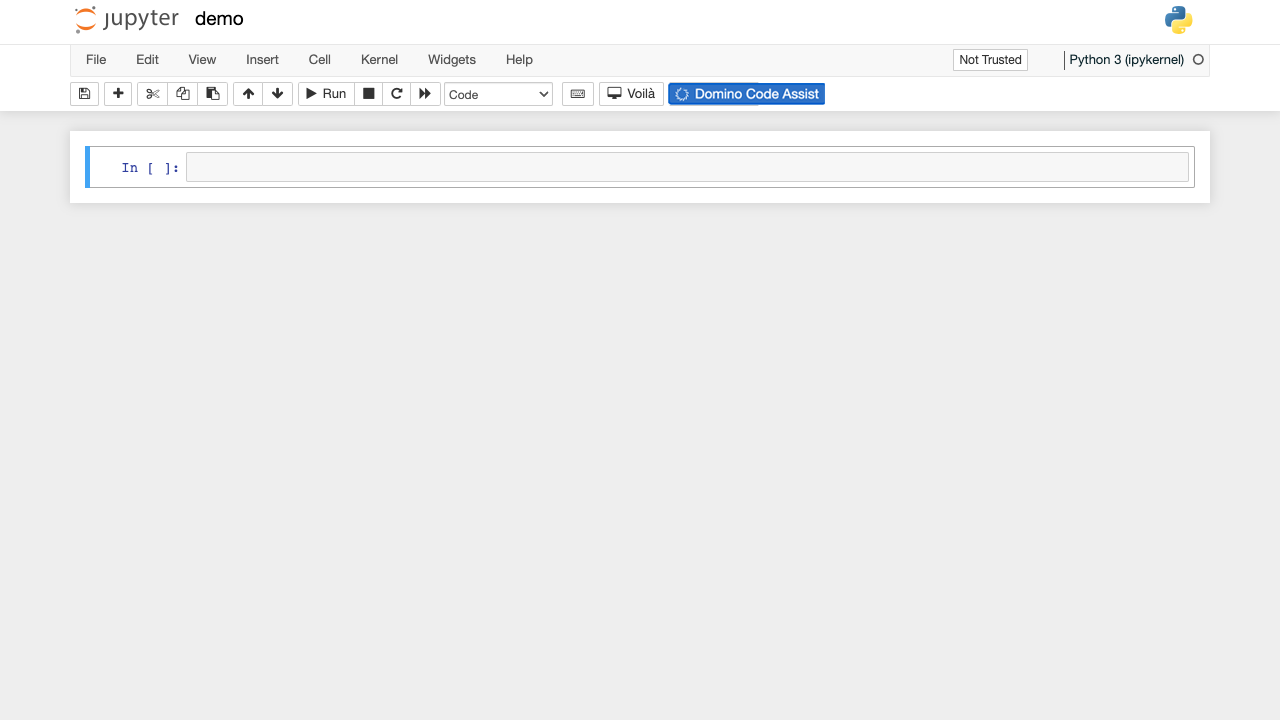 jupyter demo
File Edit View Insert Cell Kernel Widgets Help Not Trusted Python 3 (ipykernel)
Run Code Voilà Domino Code Assist
In [ ]: